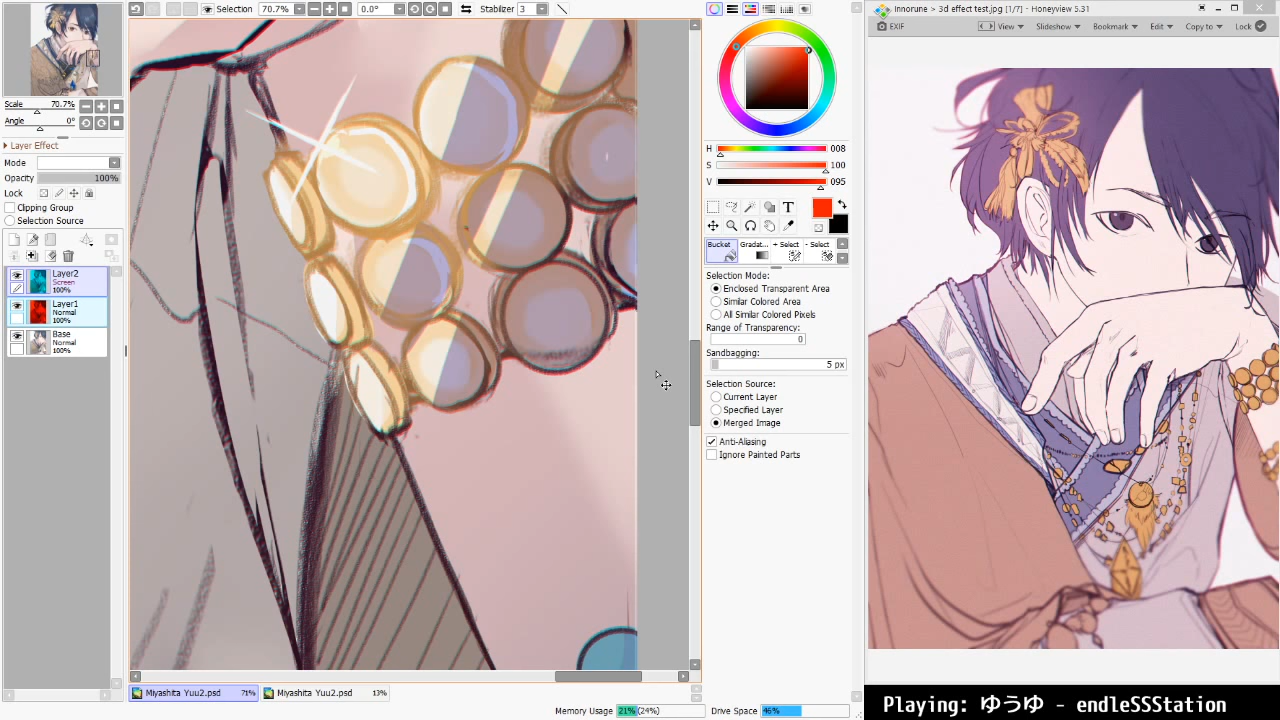 Selection 70.7% 0.0° Stabilizer 3
Scale 70.7%
Angle 0°
Layer Effect
Mode
Opacity 100%
Lock
Clipping Group
Selection Source
Layer2
Screen
100%
Layer1
Normal
100%
Base
Normal
100%
Miyashita Yuu2.psd 71% Miyashita Yuu2.psd 13%
Memory Usage 21% (24%) Drive Space 46%
H 008
S 100
V 095
T
Bucket Gradat... + Select - Select
Selection Mode:
Enclosed Transparent Area
Similar Colored Area
All Similar Colored Pixels
Range of Transparency:
0
Sandbagging:
5 px
Selection Source:
Current Layer
Specified Layer
Merged Image
Anti-Aliasing
Ignore Painted Parts
Innorune > 3d effect test.jpg [1/7] - Honeyview 5.31
EXIF View Slideshow Bookmark Edit Copy to Lock
Playing: ゆうゆ - endleSSStation